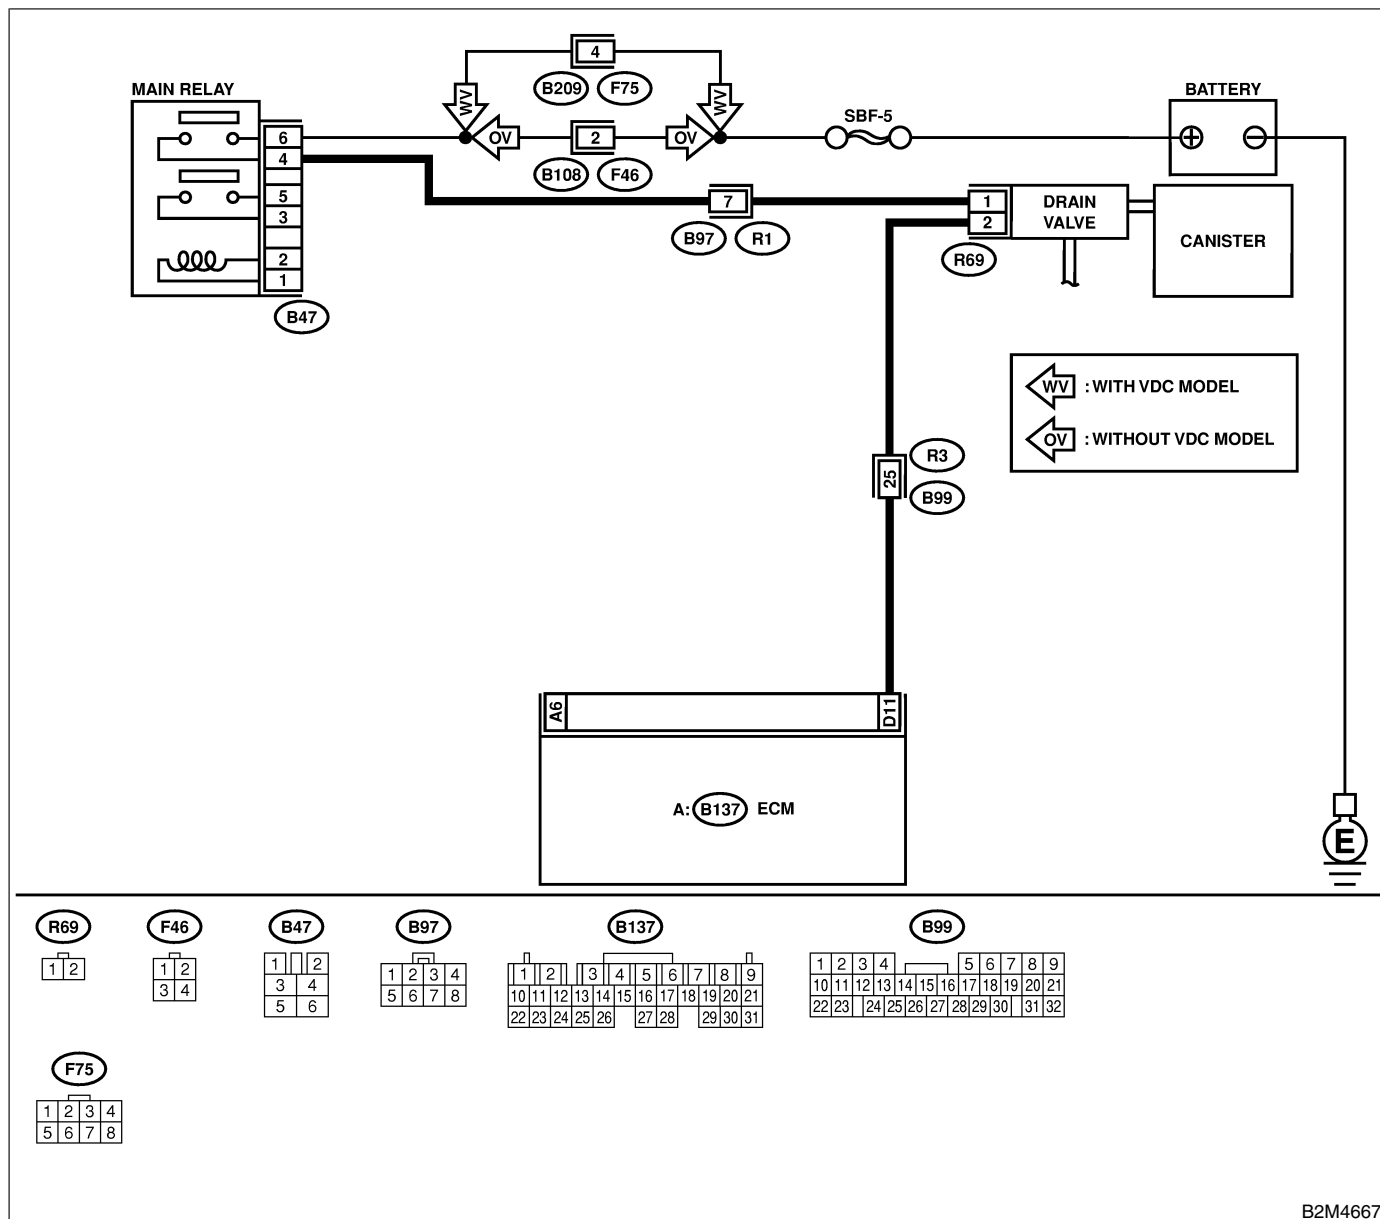 4
B209 F75
MAIN RELAY
WV WV
BATTERY
SBF-5
6
OV 2 OV
4
B108 F46
5
3
7
B97 R1
1
2
DRAIN
VALVE
CANISTER
R69
2
1
B47
WV : WITH VDC MODEL
OV : WITHOUT VDC MODEL
R3
25
B99
A6 D11
A: B137 ECM
E
R69 F46 B47 B97 B137 B99
1 2
1 2
3 4
1 2
3 4
5 6
1 2 3 4
5 6 7 8
1 2 3 4 5 6 7 8 9
10 11 12 13 14 15 16 17 18 19 20 21
22 23 24 25 26 27 28 29 30 31
1 2 3 4 5 6 7 8 9
10 11 12 13 14 15 16 17 18 19 20 21
22 23 24 25 26 27 28 29 30 31 32
F75
1 2 3 4
5 6 7 8
B2M4667